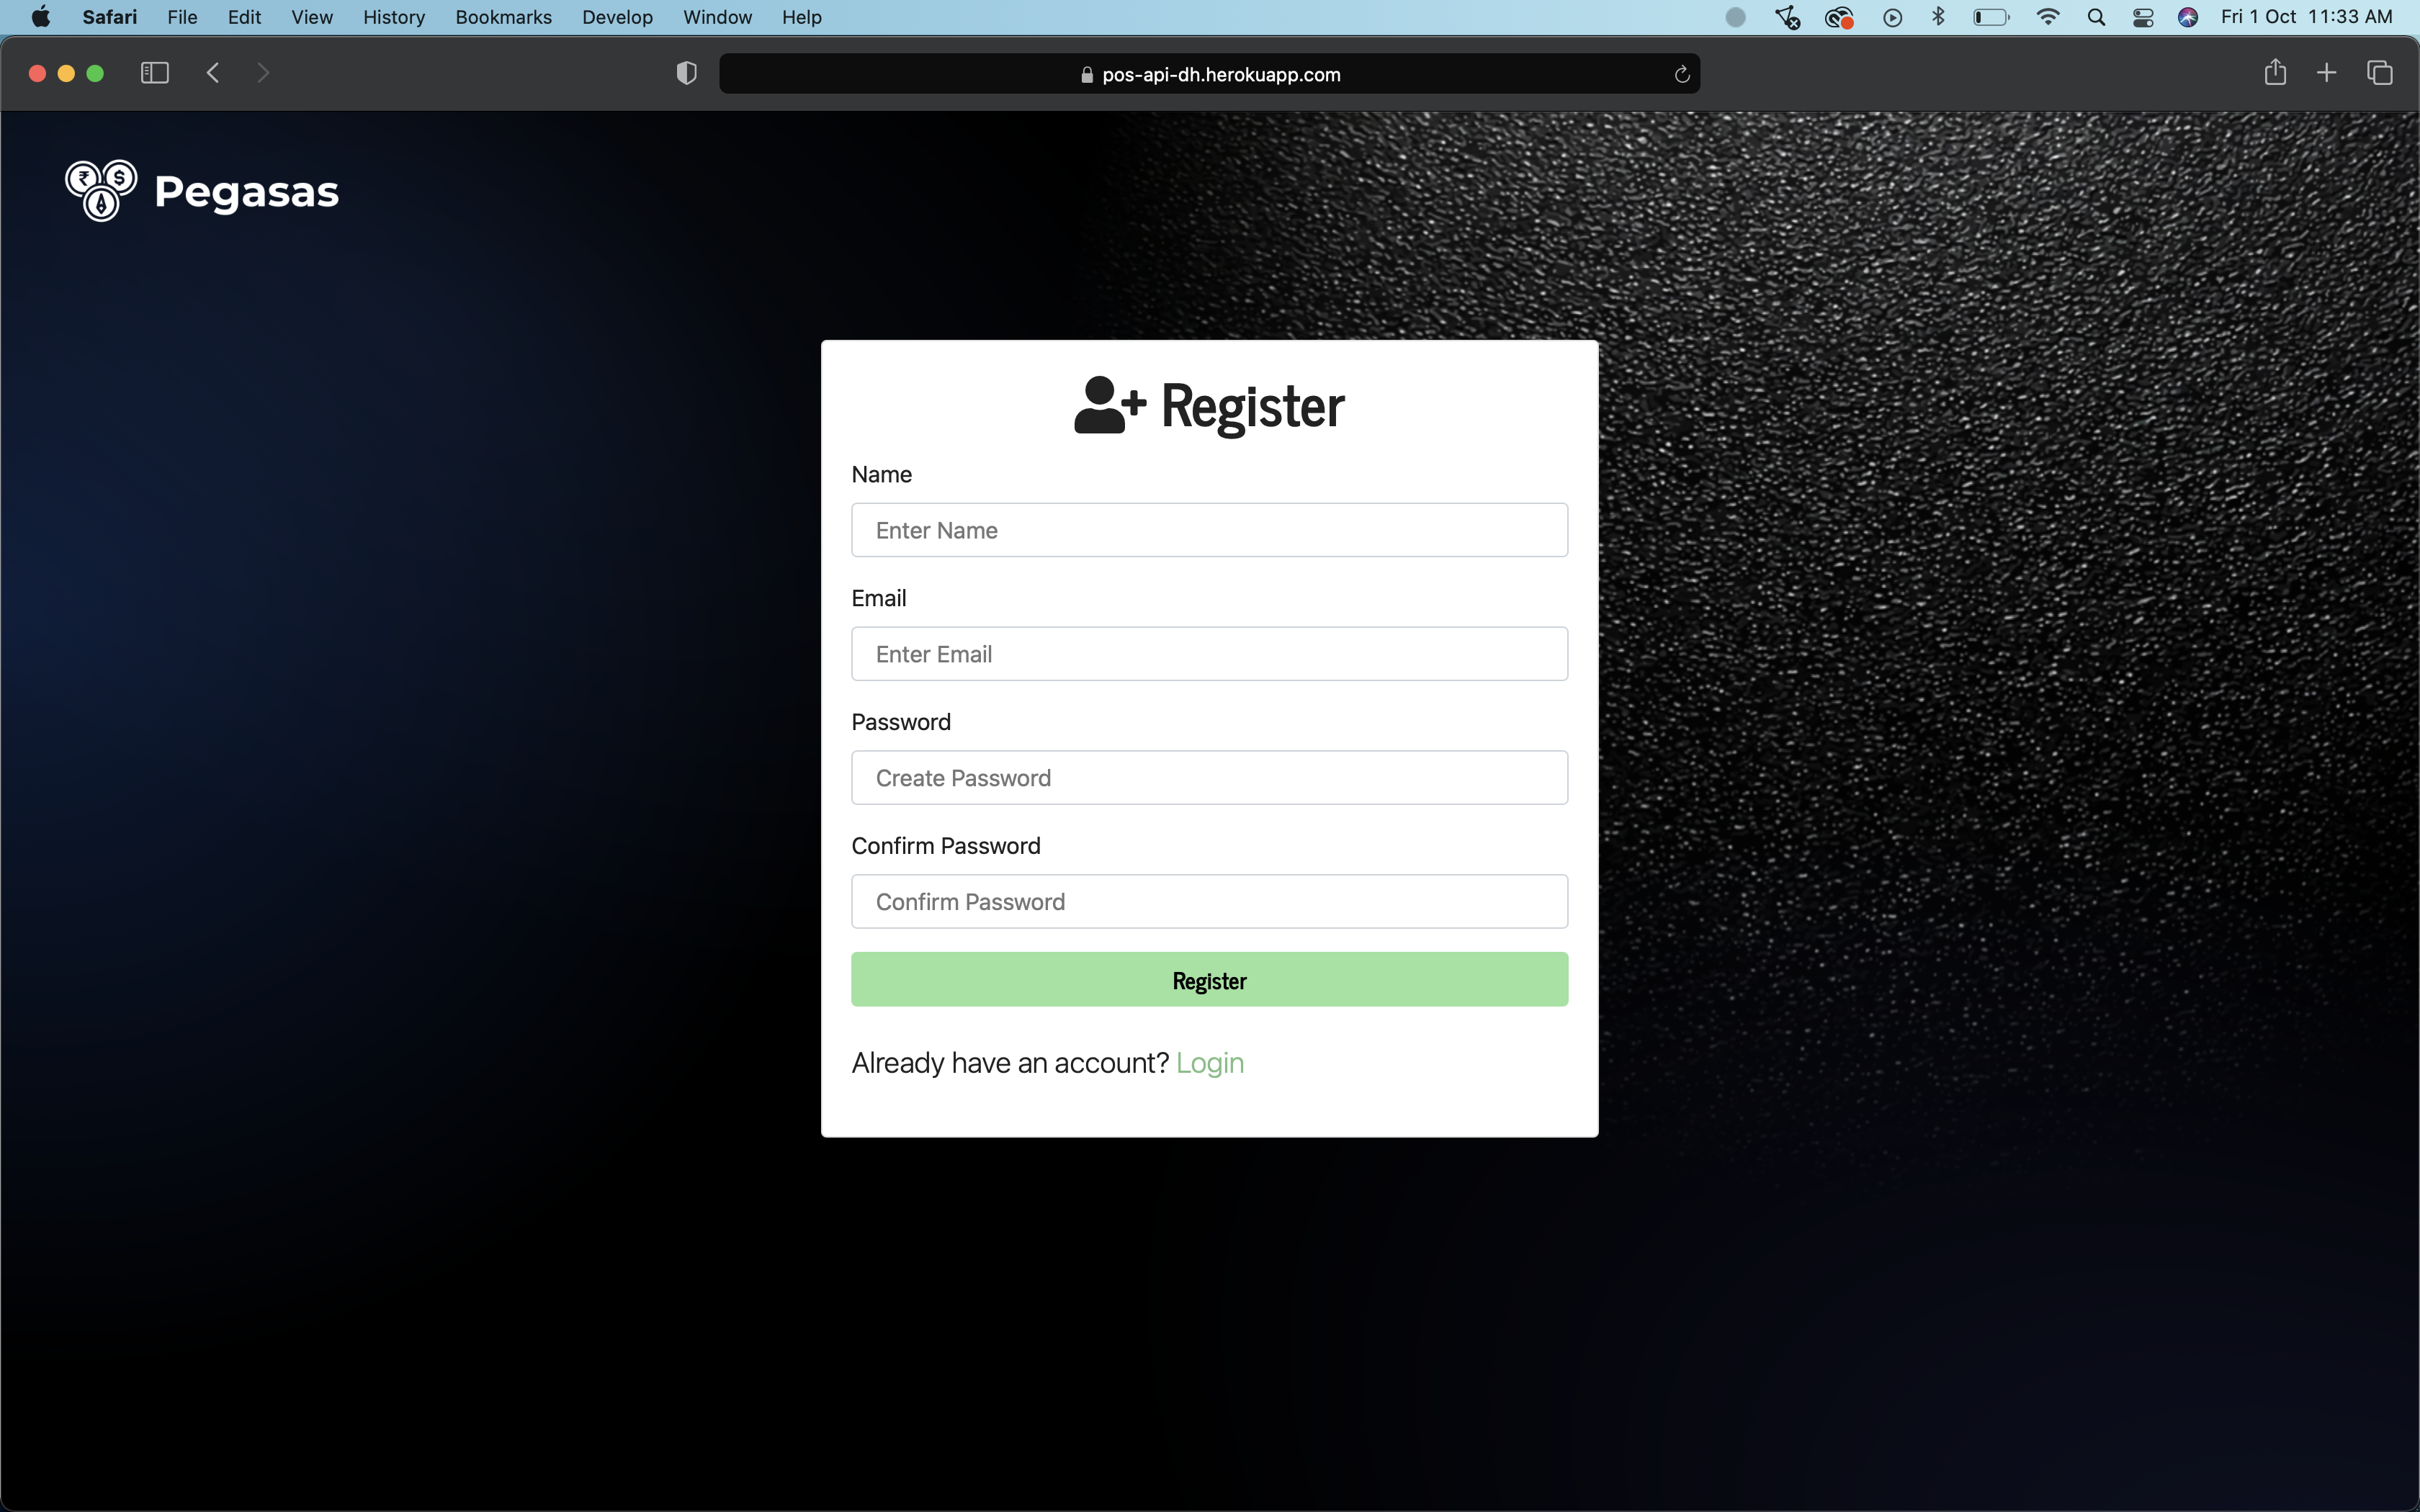 Safari File Edit View History Bookmarks Develop Window Help Fri 1 Oct 11:33 AM
pos-api-dh.herokuapp.com
₹ $
Pegasas
Register
Name
Enter Name
Email
Enter Email
Password
Create Password
Confirm Password
Confirm Password
Register
Already have an account? Login